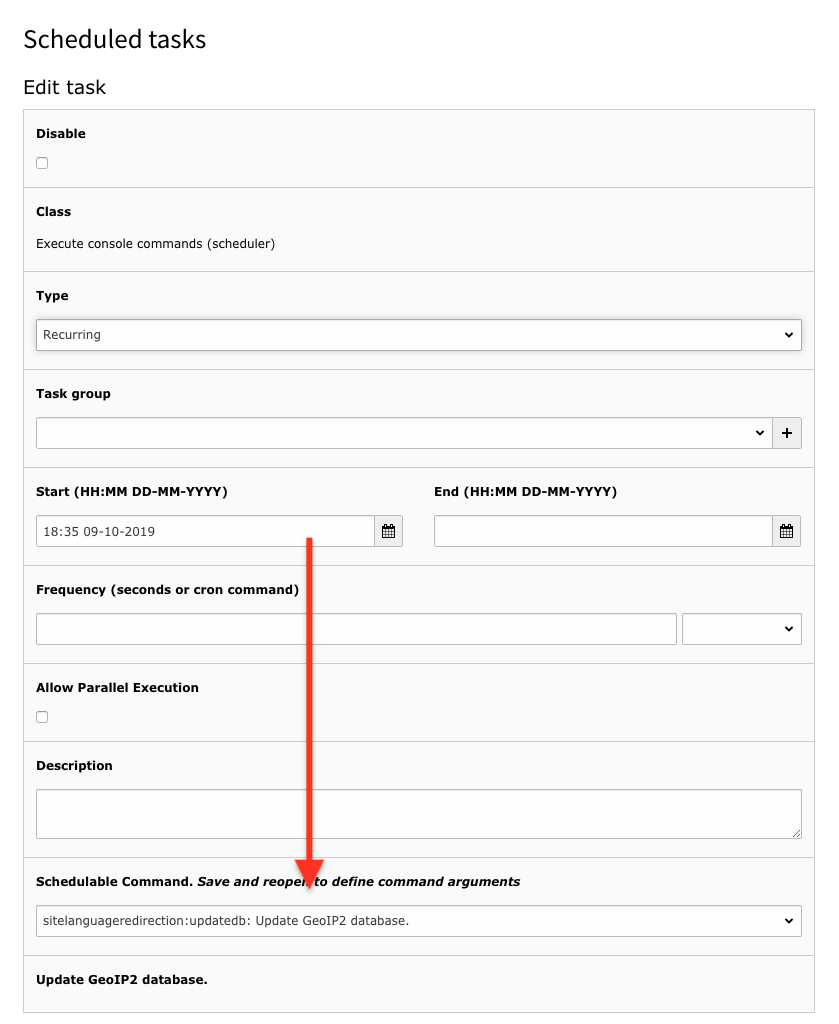 Scheduled tasks
Edit task
Disable
Class
Execute console commands (scheduler)
Type
Recurring
Task group
+
Start (HH:MM DD-MM-YYYY) End (HH:MM DD-MM-YYYY)
18:35 09-10-2019
Frequency (seconds or cron command)
Allow Parallel Execution
Description
Schedulable Command. Save and reopen to define command arguments
sitelanguageredirection:updatedb: Update GeoIP2 database.
Update GeoIP2 database.